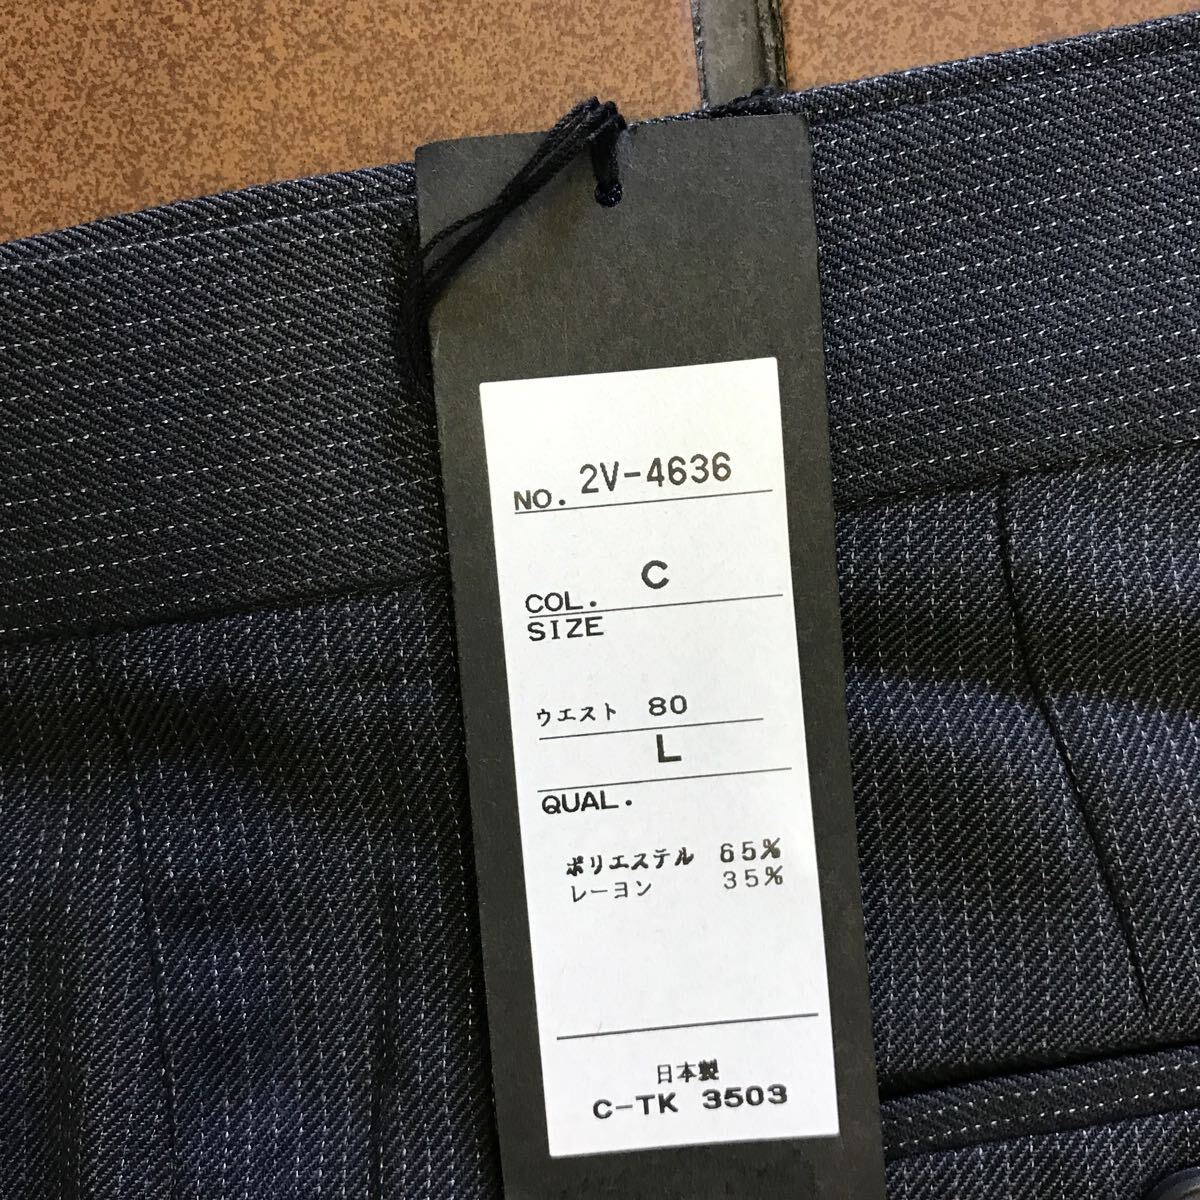 NO. 2V-4636
COL. C
SIZE
ウエスト 80
L
QUAL.
ポリエステル 65%
レーヨン 35%
日本製
C-TK 3503